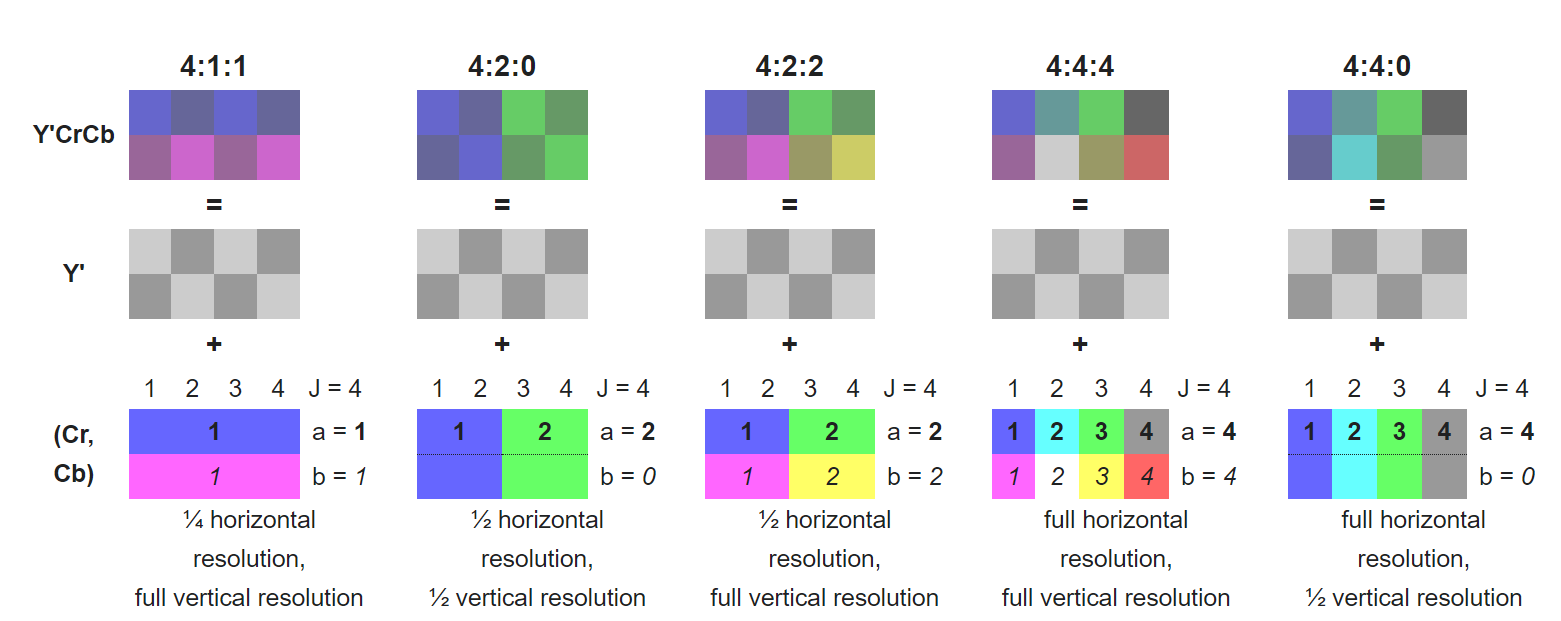 4:1:1 4:2:0 4:2:2 4:4:4 4:4:0
Y'CrCb
= = = = =
Y'
+ + + + +
1 2 3 4 J = 4 1 2 3 4 J = 4 1 2 3 4 J = 4 1 2 3 4 J = 4 1 2 3 4 J = 4
(Cr, 1 a = 1 1 2 a = 2 1 2 a = 2 1 2 3 4 a = 4 1 2 3 4 a = 4
Cb) 1 b = 1 b = 0 1 2 b = 2 1 2 3 4 b = 4 b = 0
¼ horizontal ½ horizontal ½ horizontal full horizontal full horizontal
resolution, resolution, resolution, resolution, resolution,
full vertical resolution ½ vertical resolution full vertical resolution full vertical resolution ½ vertical resolution